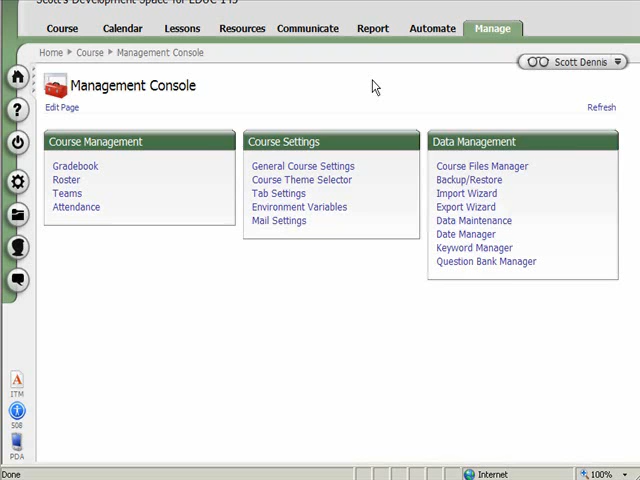 Scott's Development Space for EDUC 145
Course Calendar Lessons Resources Communicate Report Automate Manage
Home Course Management Console
Scott Dennis
Management Console
Edit Page
Refresh
Course Management
Gradebook
Roster
Teams
Attendance
Course Settings
General Course Settings
Course Theme Selector
Tab Settings
Environment Variables
Mail Settings
Data Management
Course Files Manager
Backup/Restore
Import Wizard
Export Wizard
Data Maintenance
Date Manager
Keyword Manager
Question Bank Manager
ITM
508
PDA
Done
Internet
100%